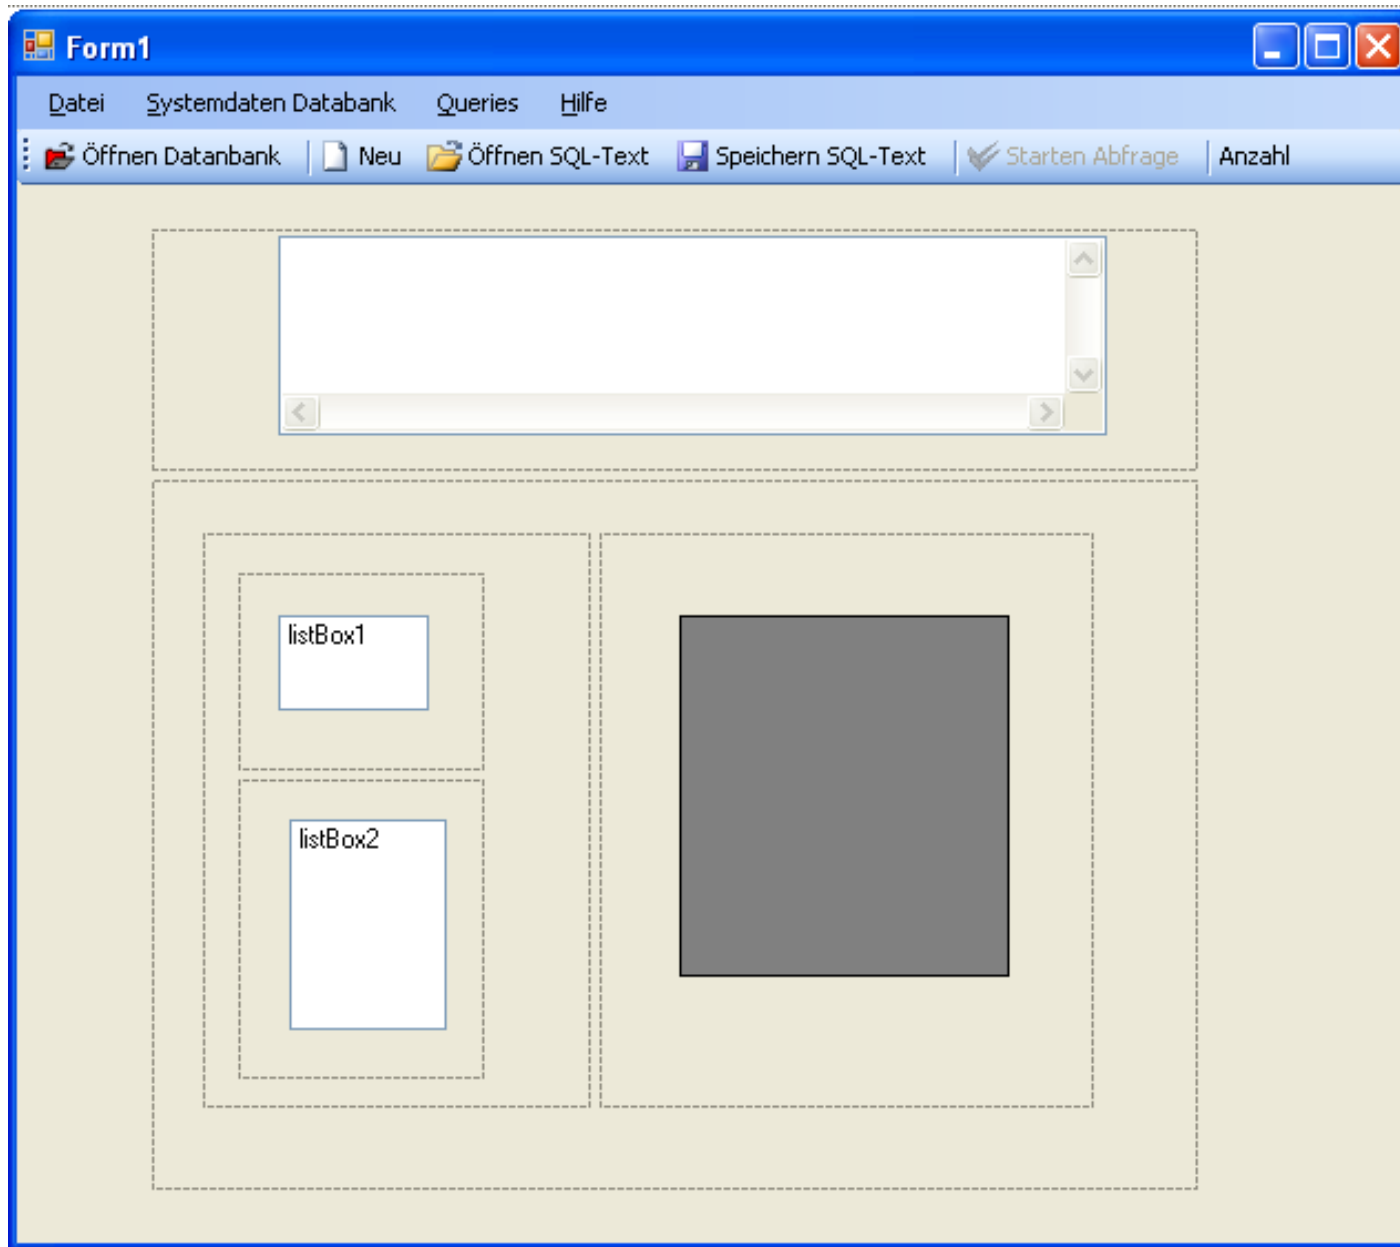 Form1
Datei Systemdaten Databank Queries Hilfe
Öffnen Datanbank Neu Öffnen SQL-Text Speichern SQL-Text Starten Abfrage Anzahl
listBox1
listBox2